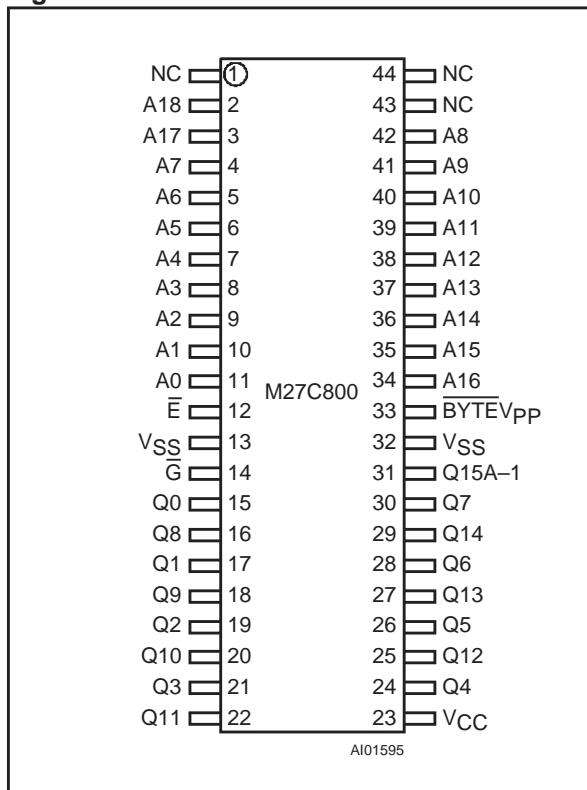 NC 1 44 NC
A18 2 43 NC
A17 3 42 A8
A7 4 41 A9
A6 5 40 A10
A5 6 39 A11
A4 7 38 A12
A3 8 37 A13
A2 9 36 A14
A1 10 35 A15
A0 11 34 A16
M27C800
E̅ 12 33 B̅Y̅T̅E̅VPP
VSS 13 32 VSS
G̅ 14 31 Q15A–1
Q0 15 30 Q7
Q8 16 29 Q14
Q1 17 28 Q6
Q9 18 27 Q13
Q2 19 26 Q5
Q10 20 25 Q12
Q3 21 24 Q4
Q11 22 23 VCC
AI01595